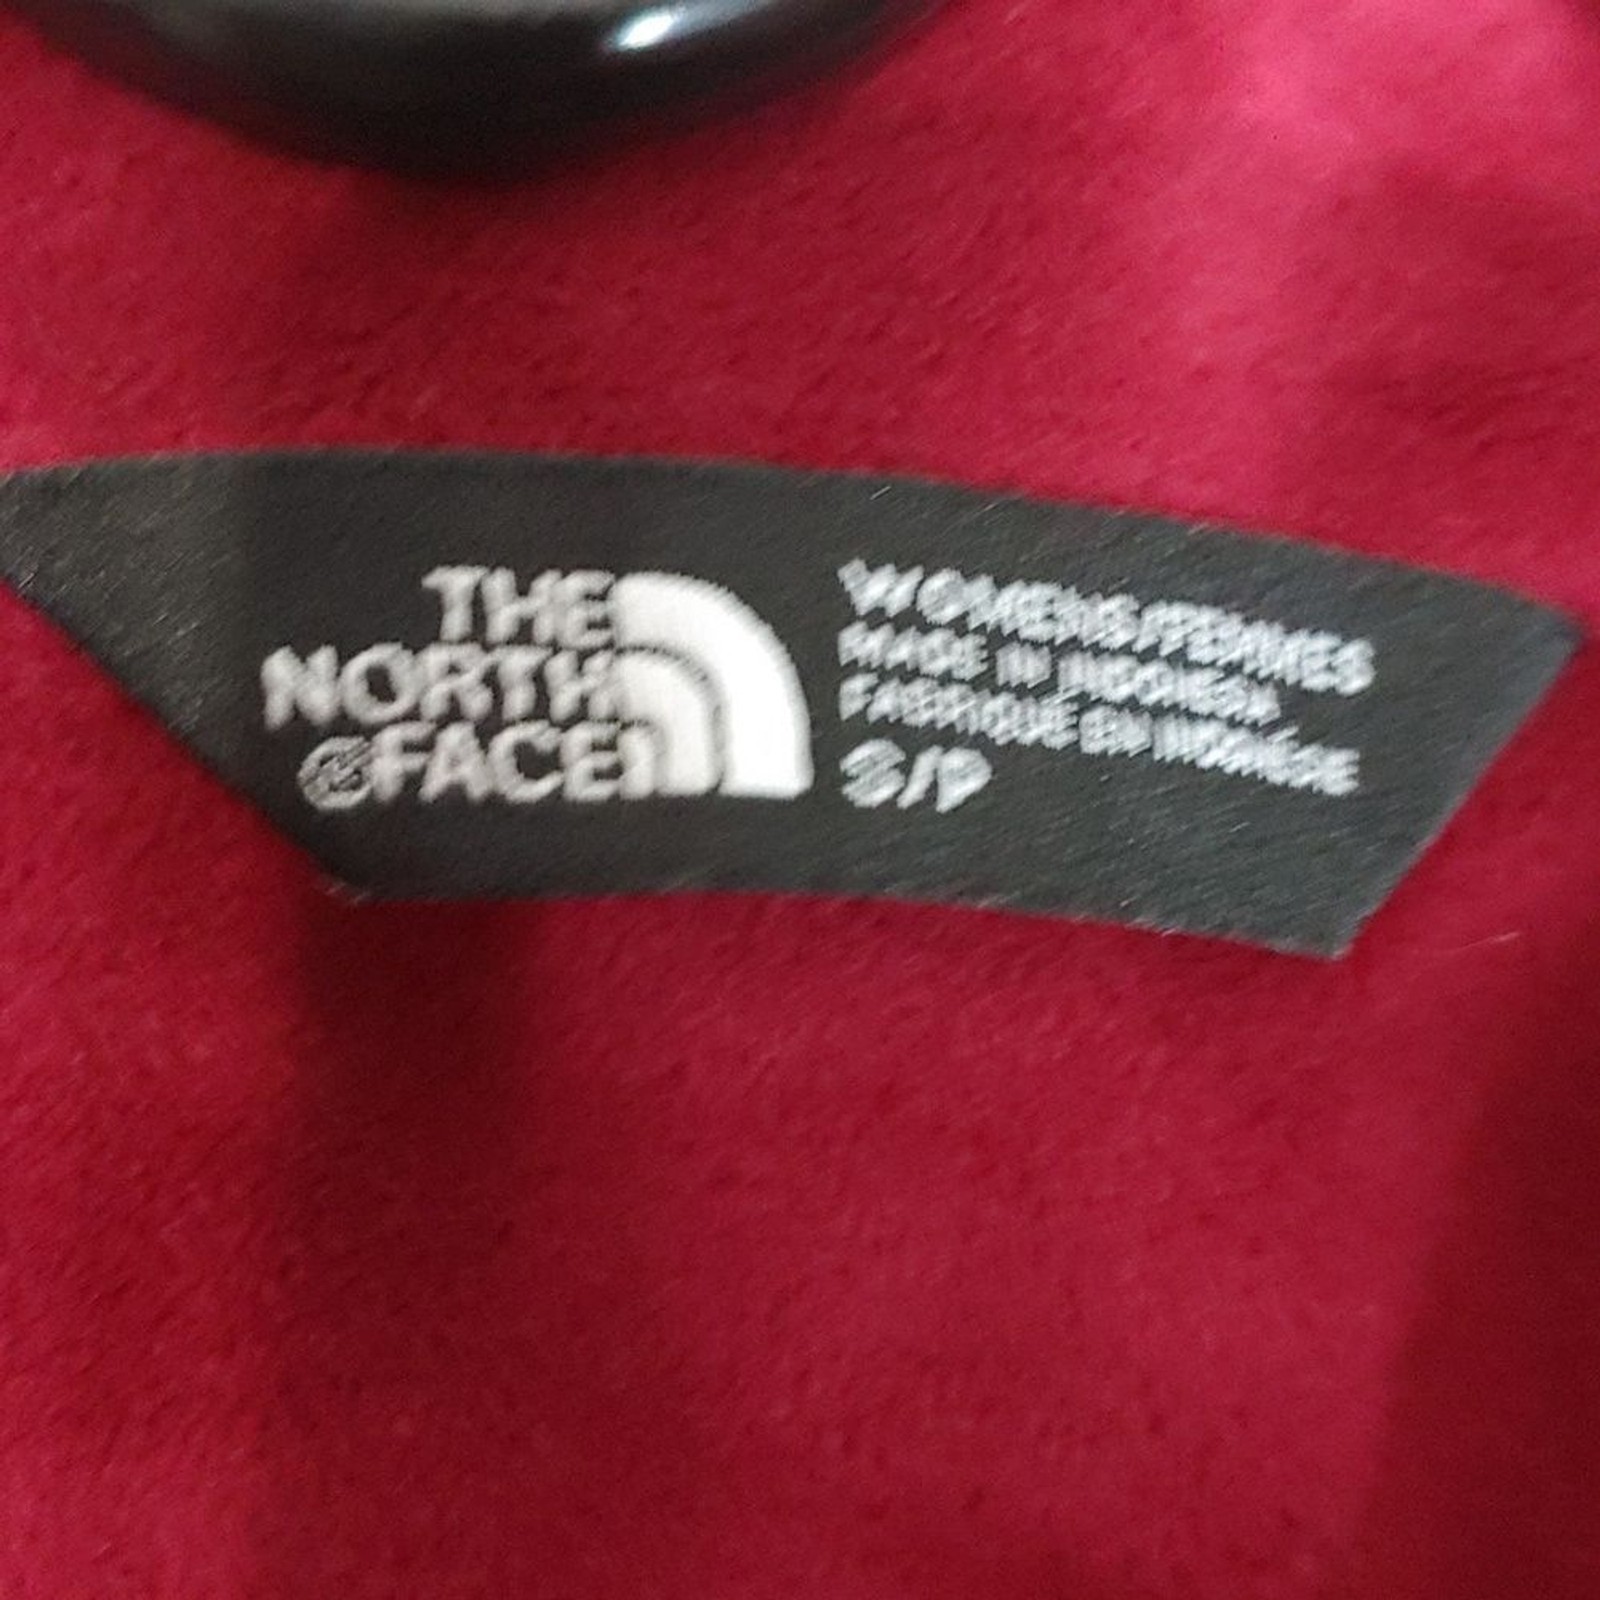 THE
NORTH
®FACE
WOMENS/FEMMES
MADE IN INDONESIA
FABRIQUÉ EN INDONÉSIE
S/P